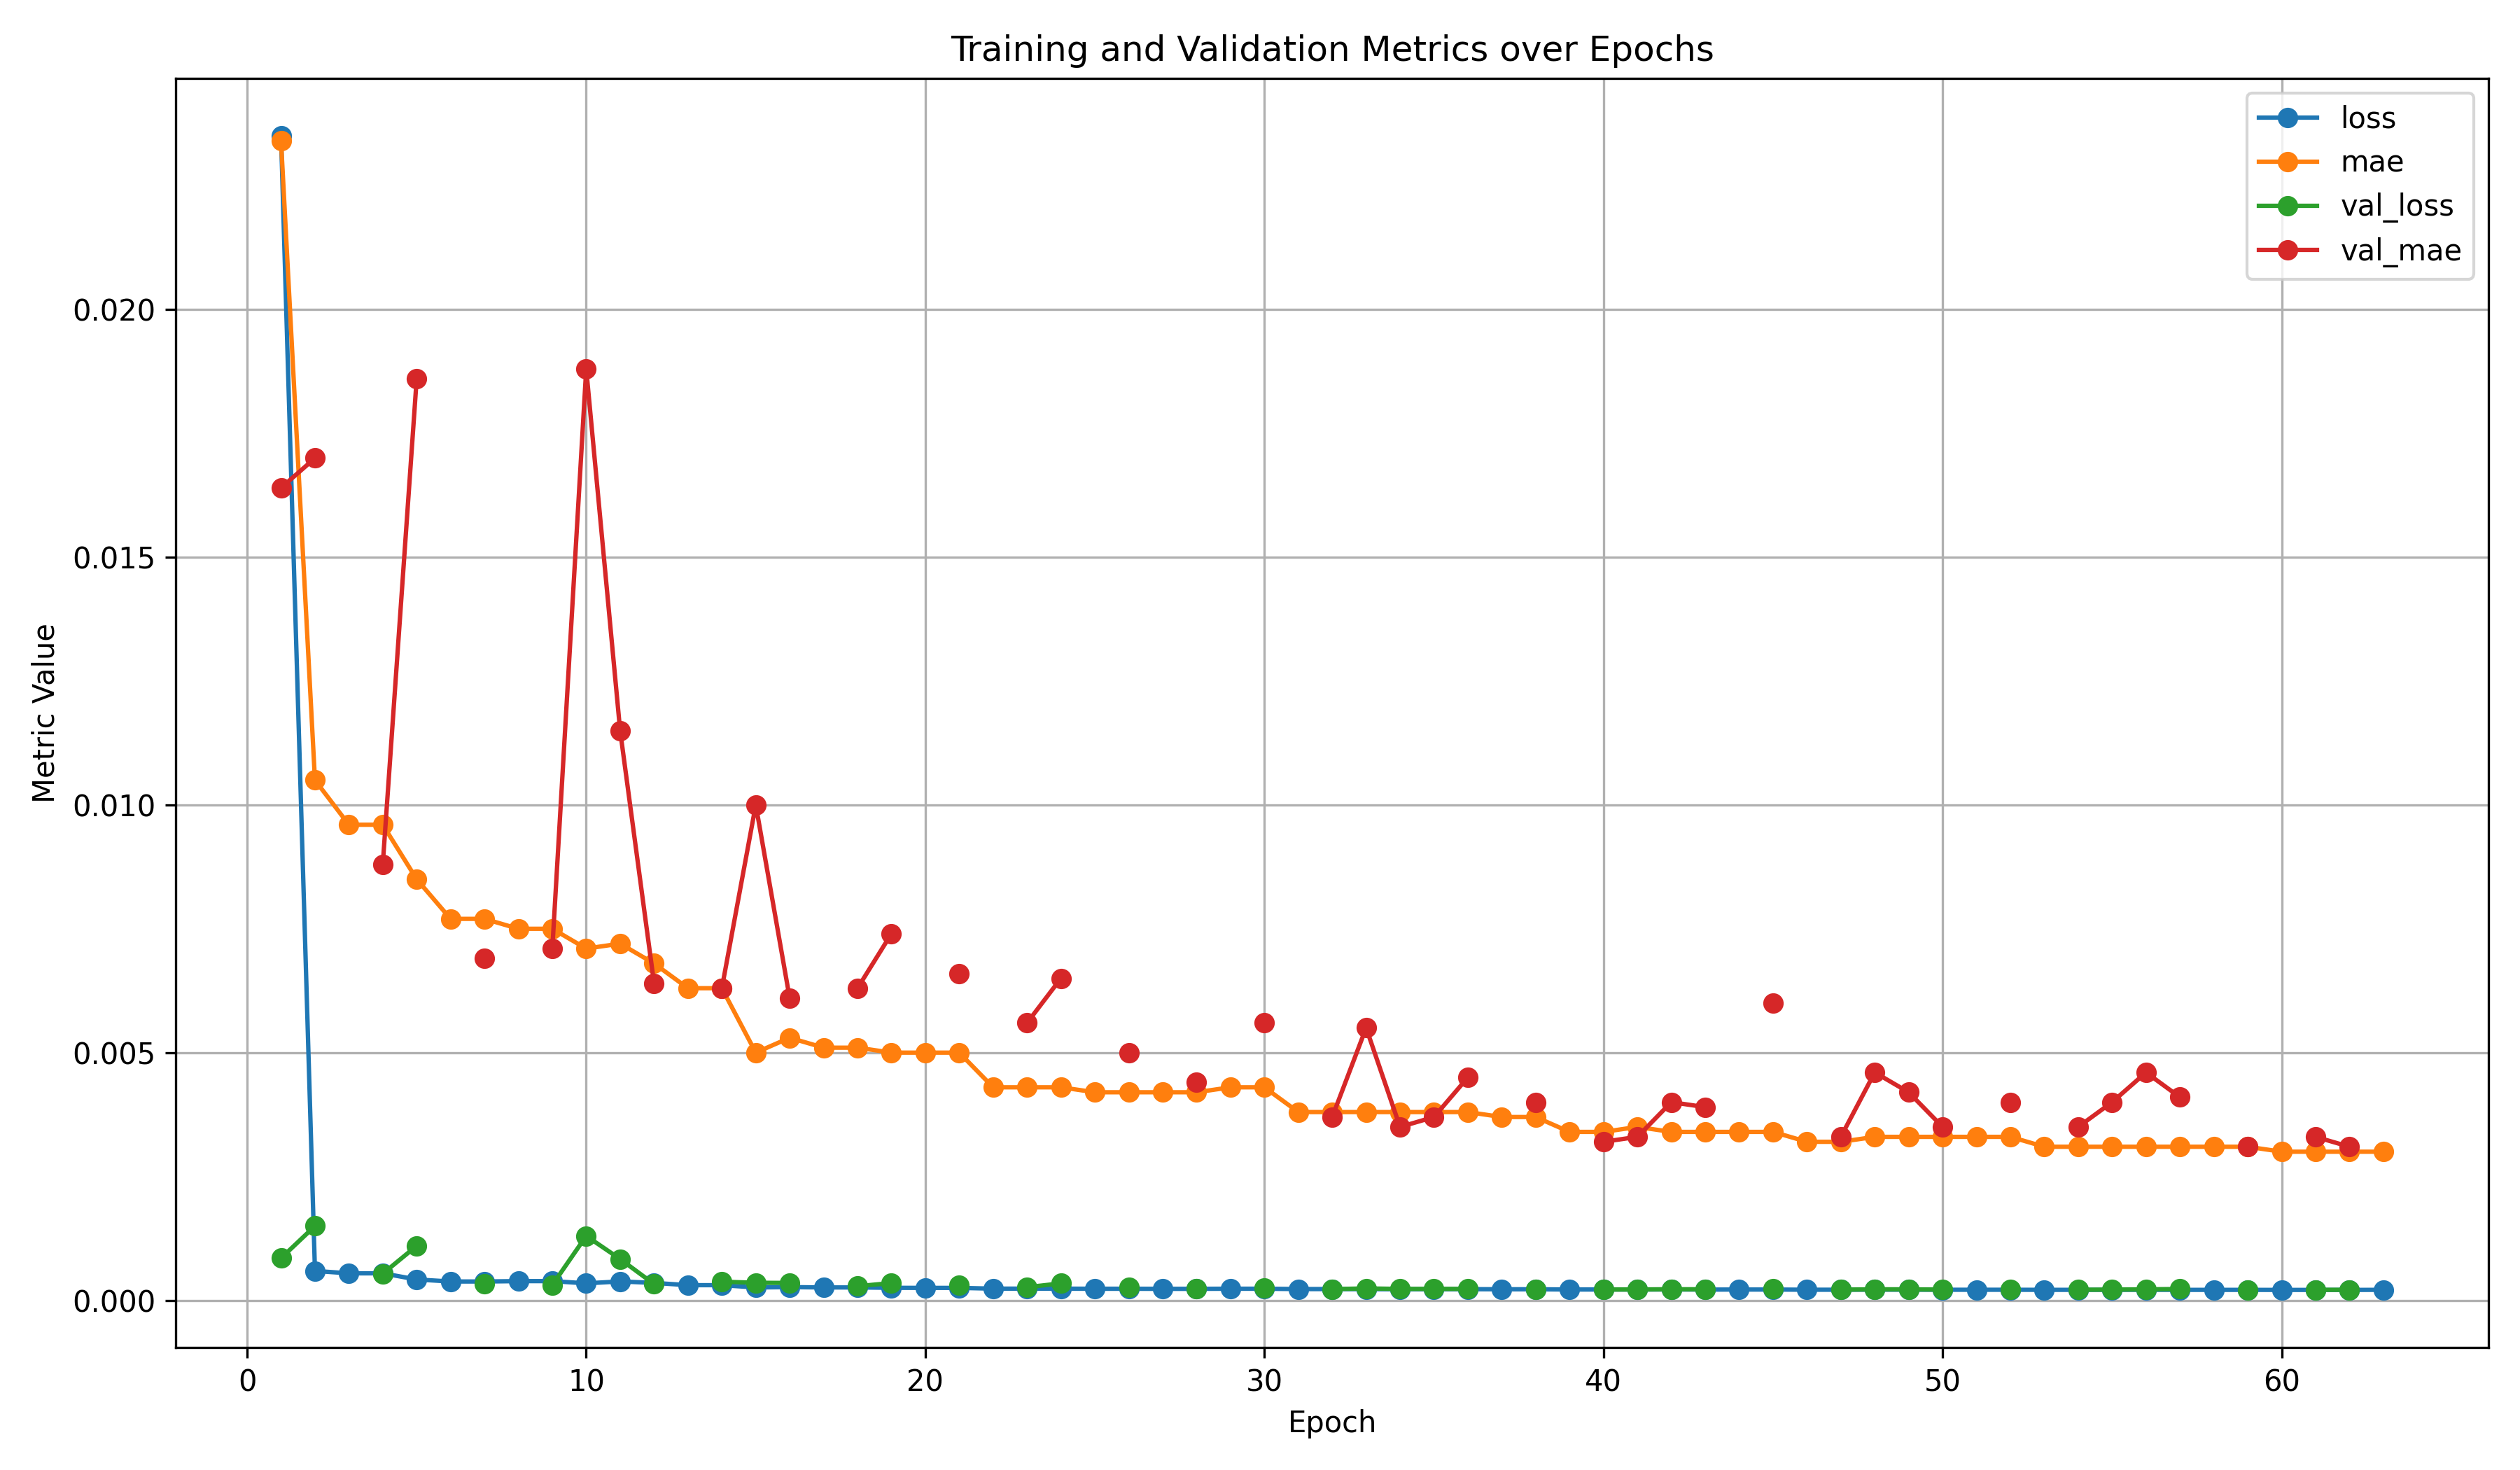 Training and Validation Metrics over Epochs
loss
mae
val_loss
val_mae
Metric Value
0.020
0.015
0.010
0.005
0.000
0 10 20 30 40 50 60
Epoch